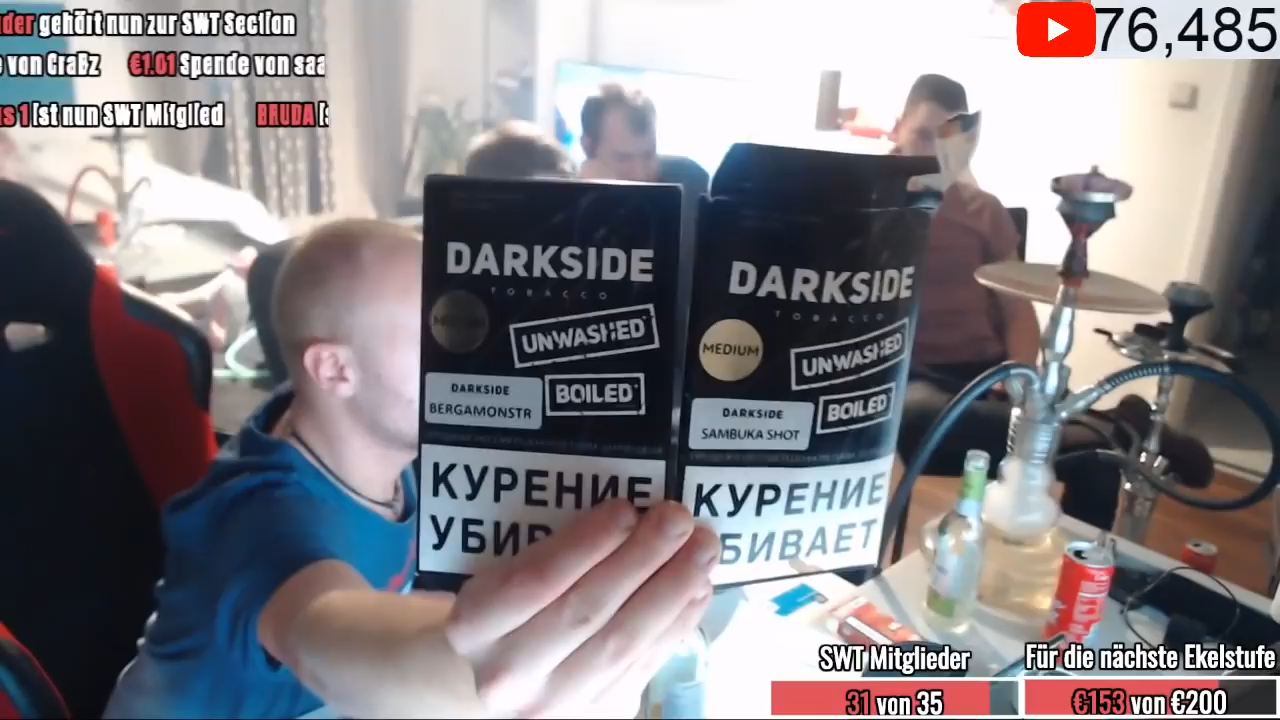 gehört nun zur SWT Section
von CraBz €1.01 Spende von saa
1 ist nun SWT Mitglied BRUDA
76,485
DARKSIDE
TOBACCO
UNWASHED
DARKSIDE
BERGAMONSTR
BOILED
КУРЕНИЕ
DARKSIDE
TOBACCO
MEDIUM
UNWASHED
DARKSIDE
SAMBUKA SHOT
BOILED
КУРЕНИЕ
БИВАЕТ
SWT Mitglieder
31 von 35
Für die nächste Ekelstufe
€153 von €200